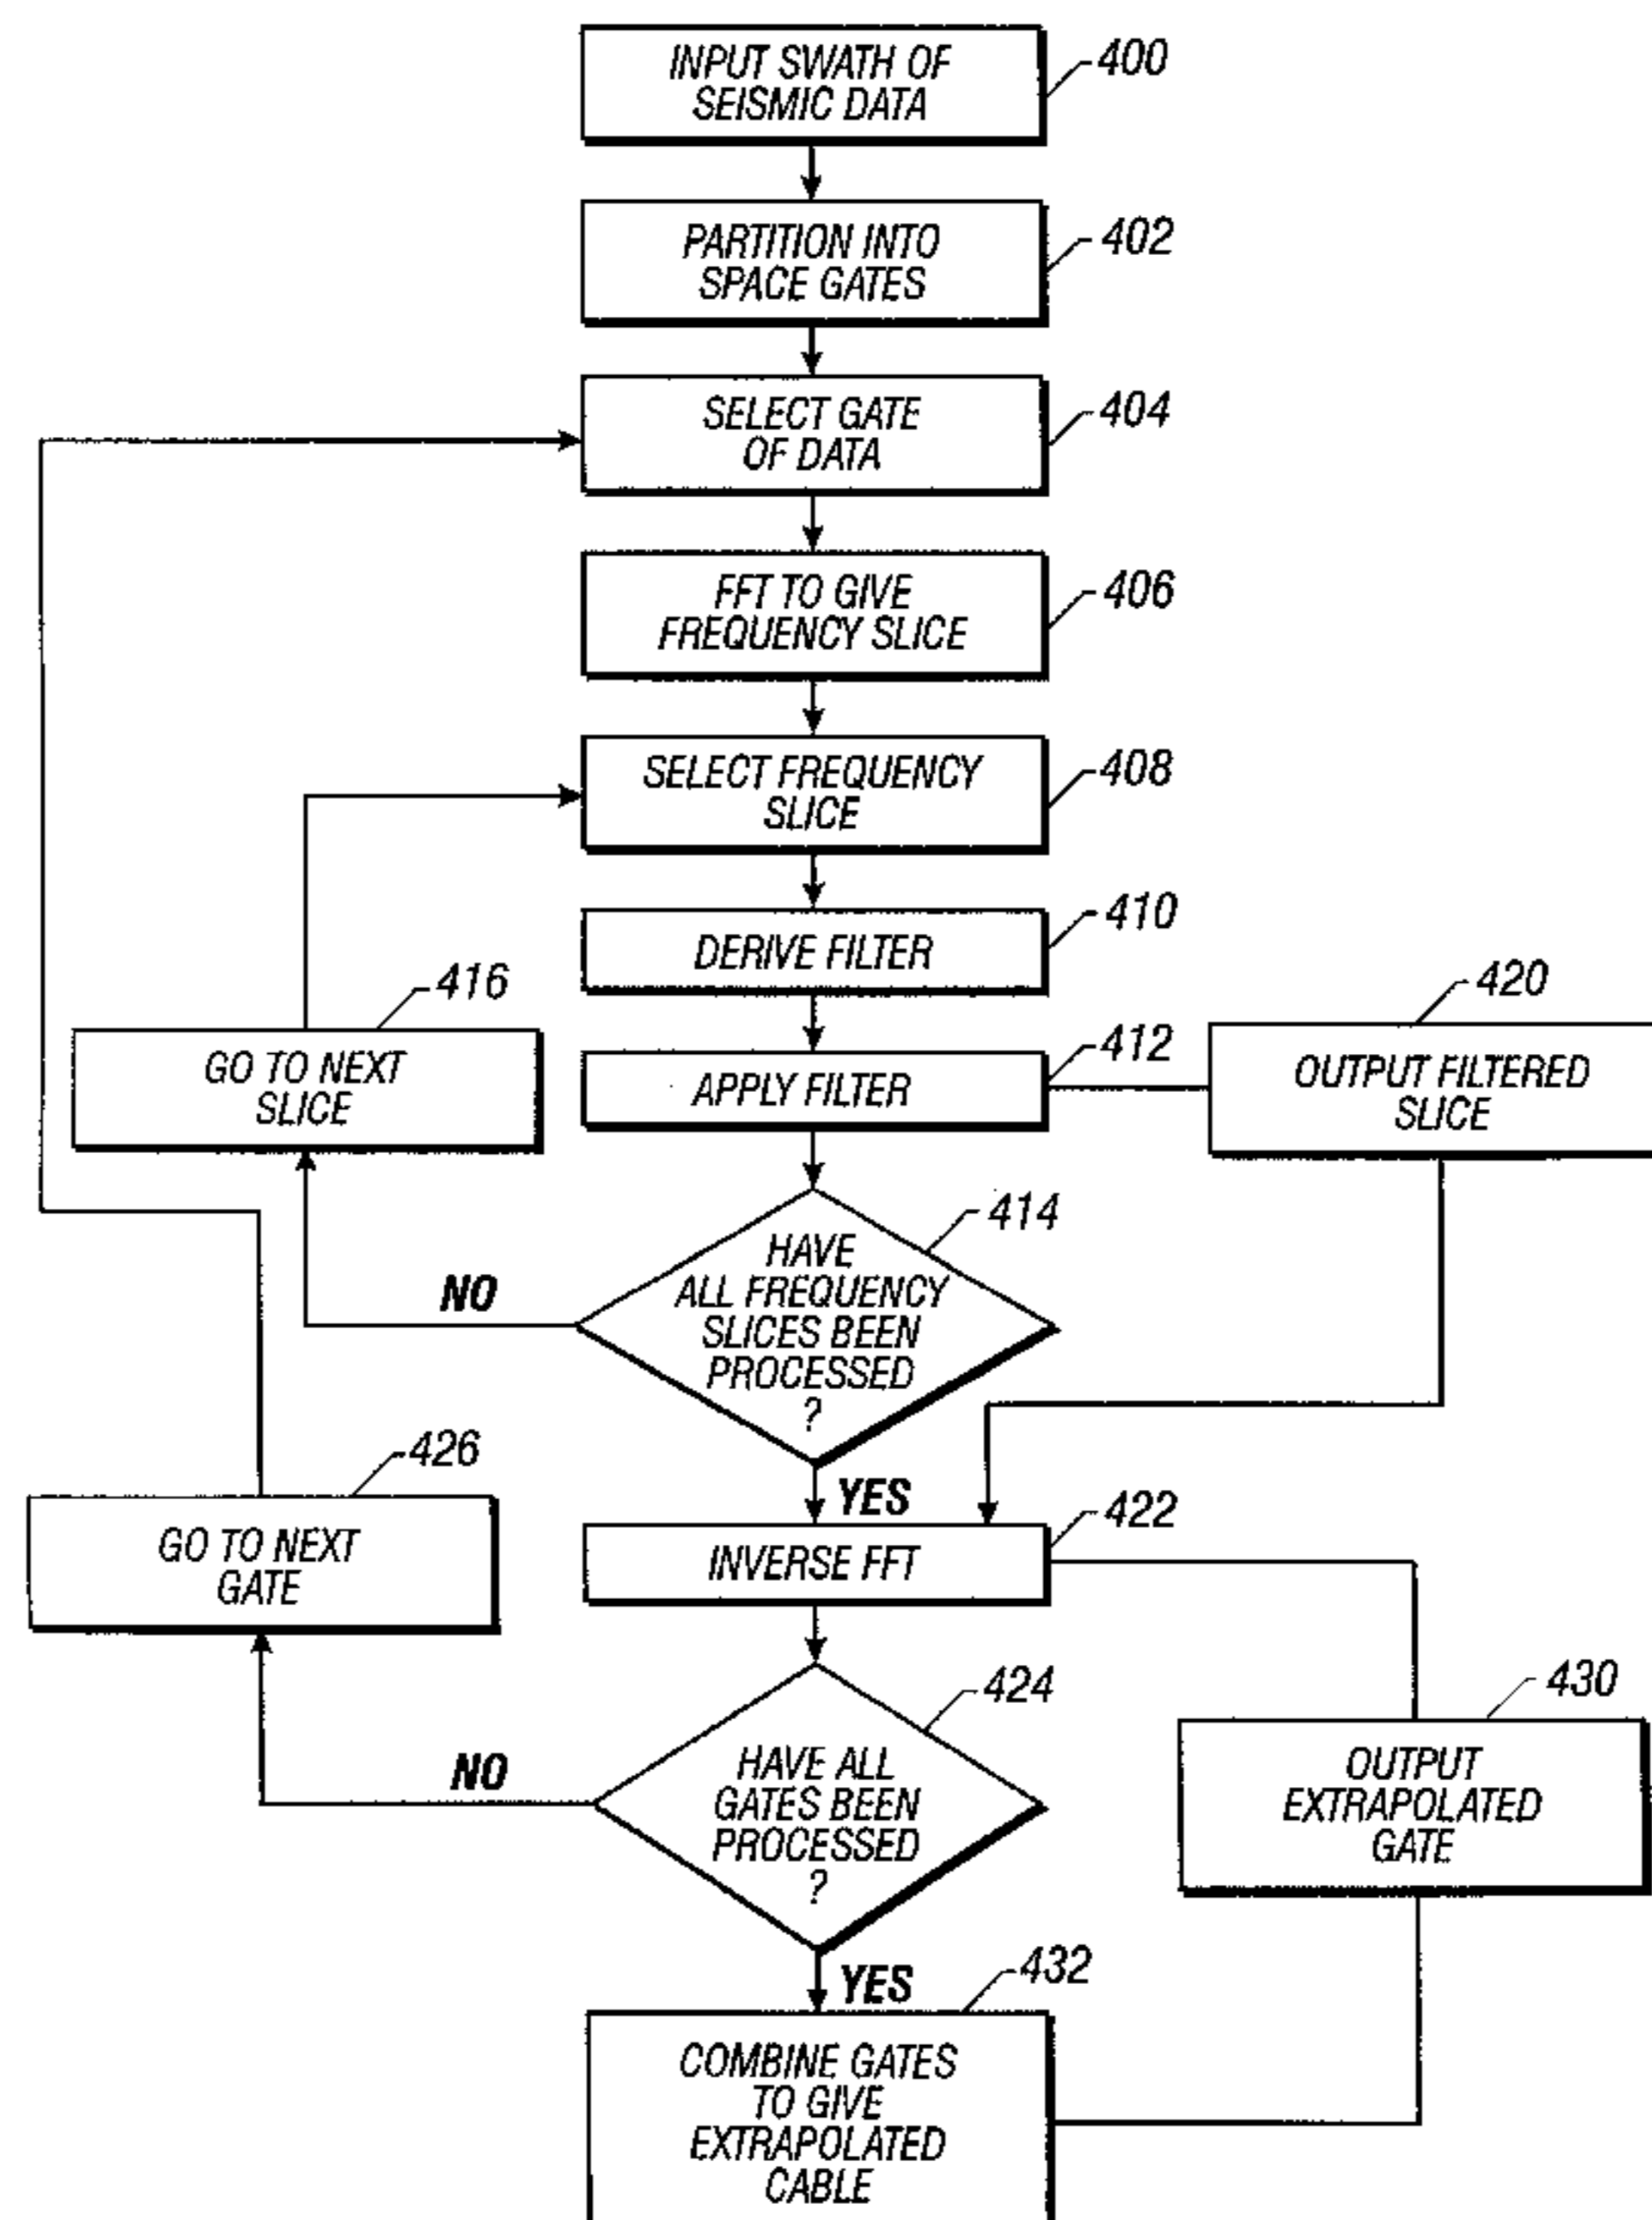 INPUT SWATH OF
SEISMIC DATA
400
PARTITION INTO
SPACE GATES
402
SELECT GATE
OF DATA
404
FFT TO GIVE
FREQUENCY SLICE
406
SELECT FREQUENCY
SLICE
408
DERIVE FILTER
410
416
GO TO NEXT
SLICE
APPLY FILTER
412
420
OUTPUT FILTERED
SLICE
414
HAVE
ALL FREQUENCY
SLICES BEEN
PROCESSED
?
NO
YES
426
GO TO NEXT
GATE
INVERSE FFT
422
424
HAVE ALL
GATES BEEN
PROCESSED
?
NO
YES
430
OUTPUT
EXTRAPOLATED
GATE
432
COMBINE GATES
TO GIVE
EXTRAPOLATED
CABLE